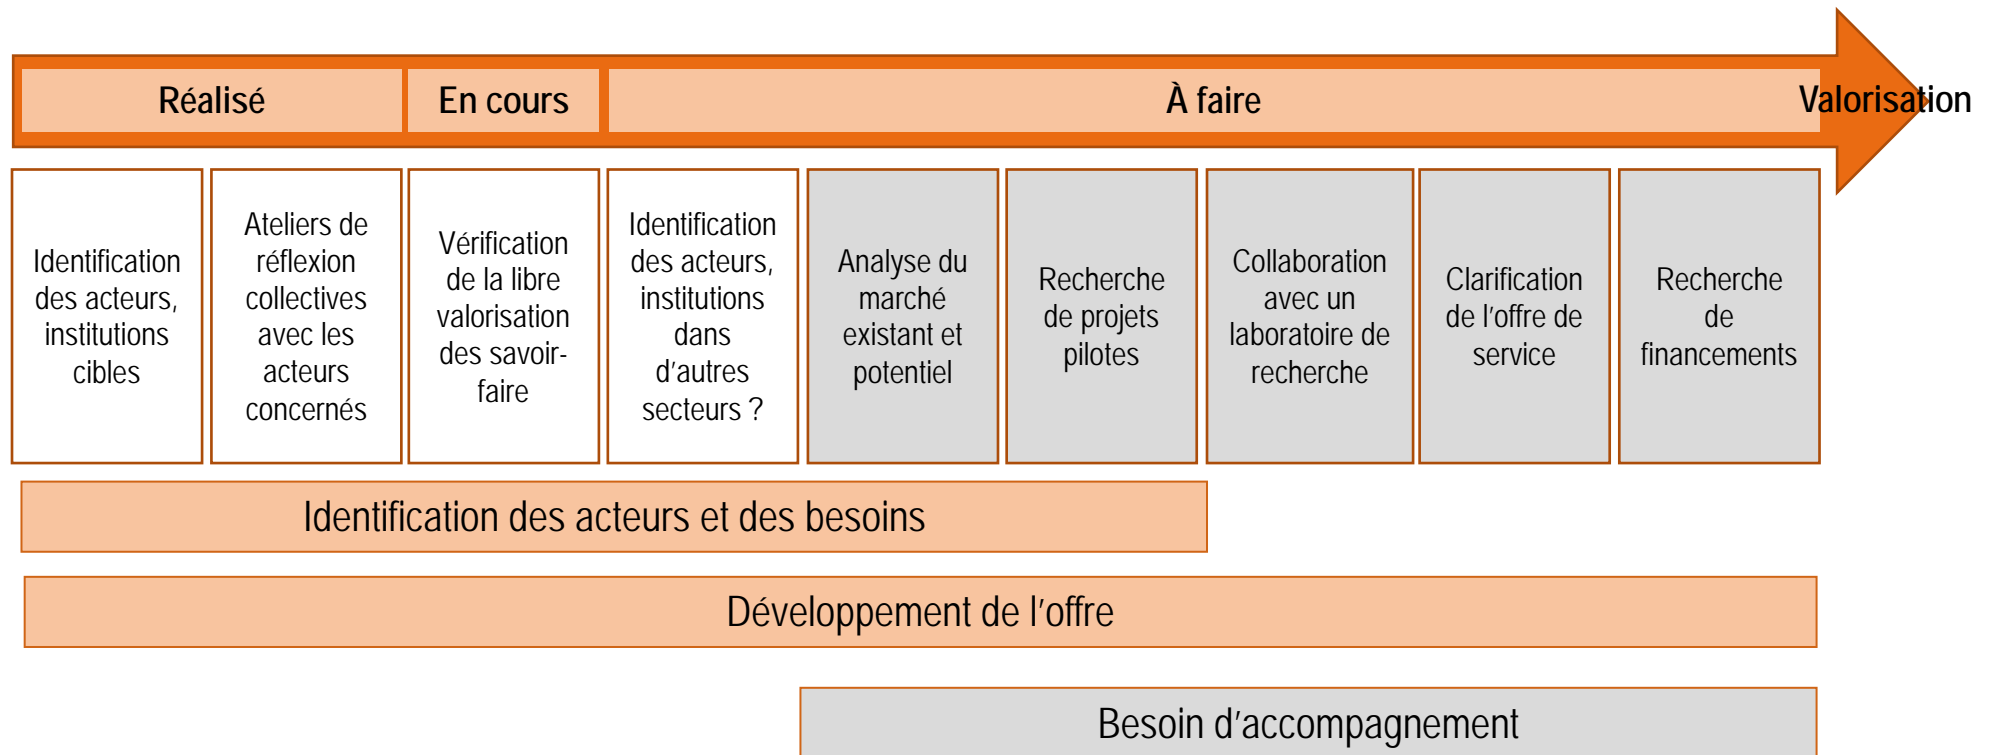 Réalisé
En cours
À faire
Valorisation
Identification
des acteurs,
institutions
cibles
Ateliers de
réflexion
collectives
avec les
acteurs
concernés
Vérification
de la libre
valorisation
des savoir-
faire
Identification
des acteurs,
institutions
dans
d'autres
secteurs ?
Analyse du
marché
existant et
potentiel
Recherche
de projets
pilotes
Collaboration
avec un
laboratoire de
recherche
Clarification
de l'offre de
service
Recherche
de
financements
Identification des acteurs et des besoins
Développement de l'offre
Besoin d'accompagnement